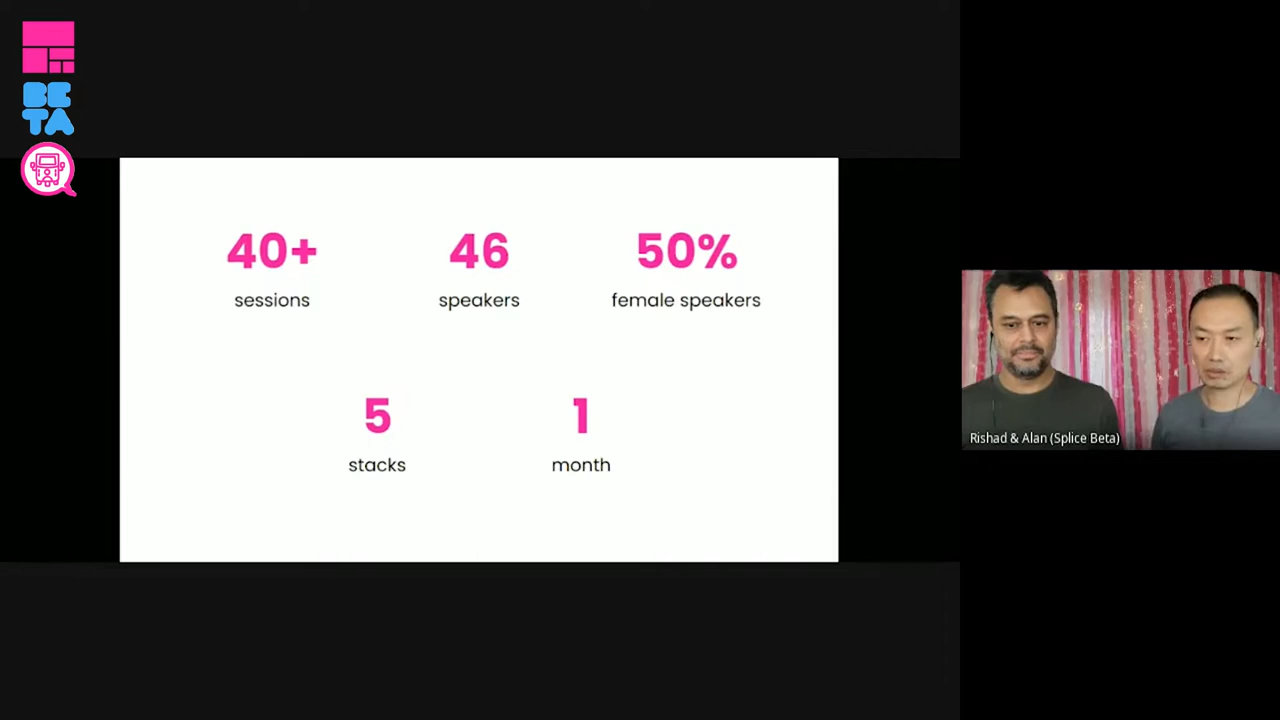 BE
TA
40+
sessions
46
speakers
50%
female speakers
5
stacks
1
month
Rishad & Alan (Splice Beta)